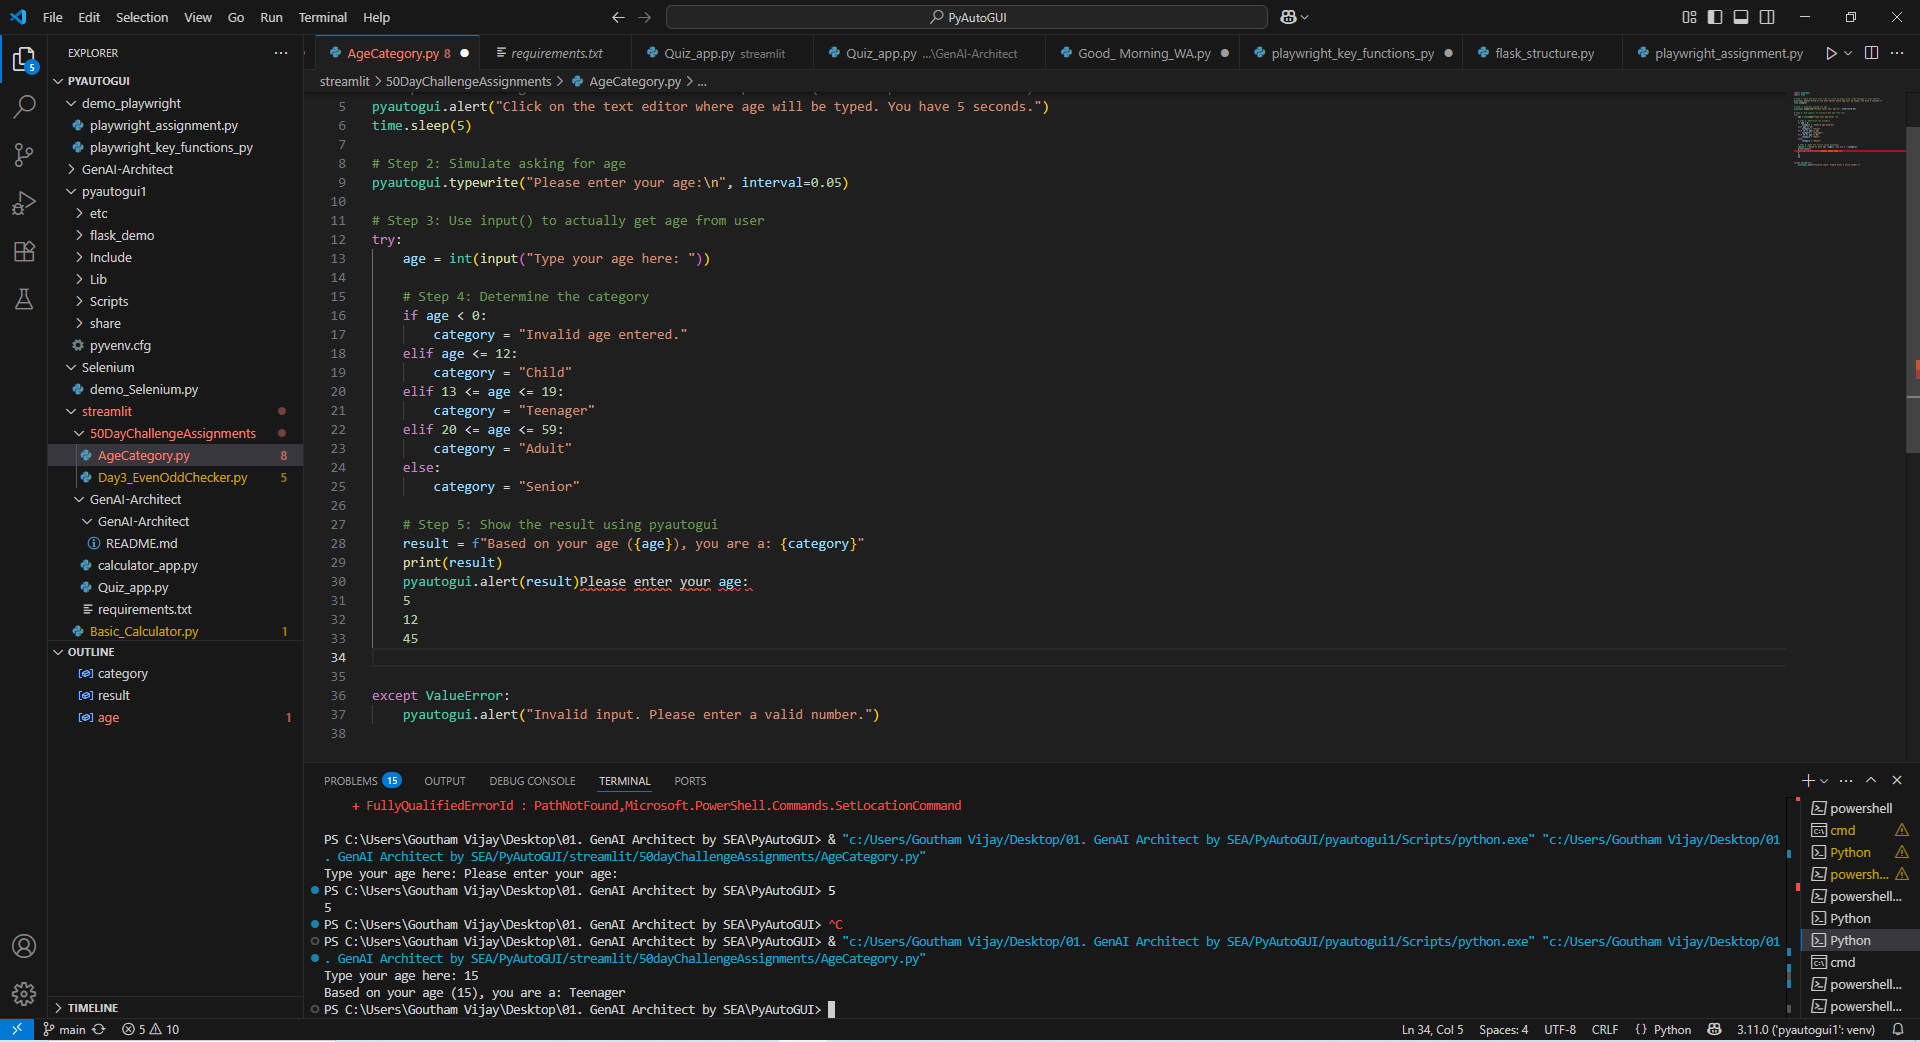 File Edit Selection View Go Run Terminal Help
PyAutoGUI
EXPLORER
AgeCategory.py 8
requirements.txt
Quiz_app.py streamlit
Quiz_app.py ...\GenAI-Architect
Good_ Morning_WA.py
playwright_key_functions_py
flask_structure.py
playwright_assignment.py
streamlit > 50DayChallengeAssignments > AgeCategory.py > ...
5
PYAUTOGUI
demo_playwright
playwright_assignment.py
playwright_key_functions_py
GenAI-Architect
pyautogui1
etc
flask_demo
Include
Lib
Scripts
share
pyvenv.cfg
Selenium
demo_Selenium.py
streamlit
50DayChallengeAssignments
AgeCategory.py 8
Day3_EvenOddChecker.py 5
GenAI-Architect
GenAI-Architect
README.md
calculator_app.py
Quiz_app.py
requirements.txt
Basic_Calculator.py 1
OUTLINE
category
result
age 1
TIMELINE
5 pyautogui.alert("Click on the text editor where age will be typed. You have 5 seconds.")
6 time.sleep(5)
7
8 # Step 2: Simulate asking for age
9 pyautogui.typewrite("Please enter your age:\n", interval=0.05)
10
11 # Step 3: Use input() to actually get age from user
12 try:
13 age = int(input("Type your age here: "))
14
15 # Step 4: Determine the category
16 if age < 0:
17 category = "Invalid age entered."
18 elif age <= 12:
19 category = "Child"
20 elif 13 <= age <= 19:
21 category = "Teenager"
22 elif 20 <= age <= 59:
23 category = "Adult"
24 else:
25 category = "Senior"
26
27 # Step 5: Show the result using pyautogui
28 result = f"Based on your age ({age}), you are a: {category}"
29 print(result)
30 pyautogui.alert(result)Please enter your age:
31 5
32 12
33 45
34
35
36 except ValueError:
37 pyautogui.alert("Invalid input. Please enter a valid number.")
38
PROBLEMS 15 OUTPUT DEBUG CONSOLE TERMINAL PORTS
+ FullyQualifiedErrorId : PathNotFound,Microsoft.PowerShell.Commands.SetLocationCommand
PS C:\Users\Goutham Vijay\Desktop\01. GenAI Architect by SEA\PyAutoGUI> & "c:/Users/Goutham Vijay/Desktop/01. GenAI Architect by SEA/PyAutoGUI/pyautogui1/Scripts/python.exe" "c:/Users/Goutham Vijay/Desktop/01
. GenAI Architect by SEA/PyAutoGUI/streamlit/50dayChallengeAssignments/AgeCategory.py"
Type your age here: Please enter your age:
PS C:\Users\Goutham Vijay\Desktop\01. GenAI Architect by SEA\PyAutoGUI> 5
5
PS C:\Users\Goutham Vijay\Desktop\01. GenAI Architect by SEA\PyAutoGUI> ^C
PS C:\Users\Goutham Vijay\Desktop\01. GenAI Architect by SEA\PyAutoGUI> & "c:/Users/Goutham Vijay/Desktop/01. GenAI Architect by SEA/PyAutoGUI/pyautogui1/Scripts/python.exe" "c:/Users/Goutham Vijay/Desktop/01
. GenAI Architect by SEA/PyAutoGUI/streamlit/50dayChallengeAssignments/AgeCategory.py"
Type your age here: 15
Based on your age (15), you are a: Teenager
PS C:\Users\Goutham Vijay\Desktop\01. GenAI Architect by SEA\PyAutoGUI>
powershell
cmd
Python
powersh...
powershell...
Python
Python
cmd
powershell...
powershell...
main 5 10
Ln 34, Col 5 Spaces: 4 UTF-8 CRLF {} Python 3.11.0 ('pyautogui1': venv)